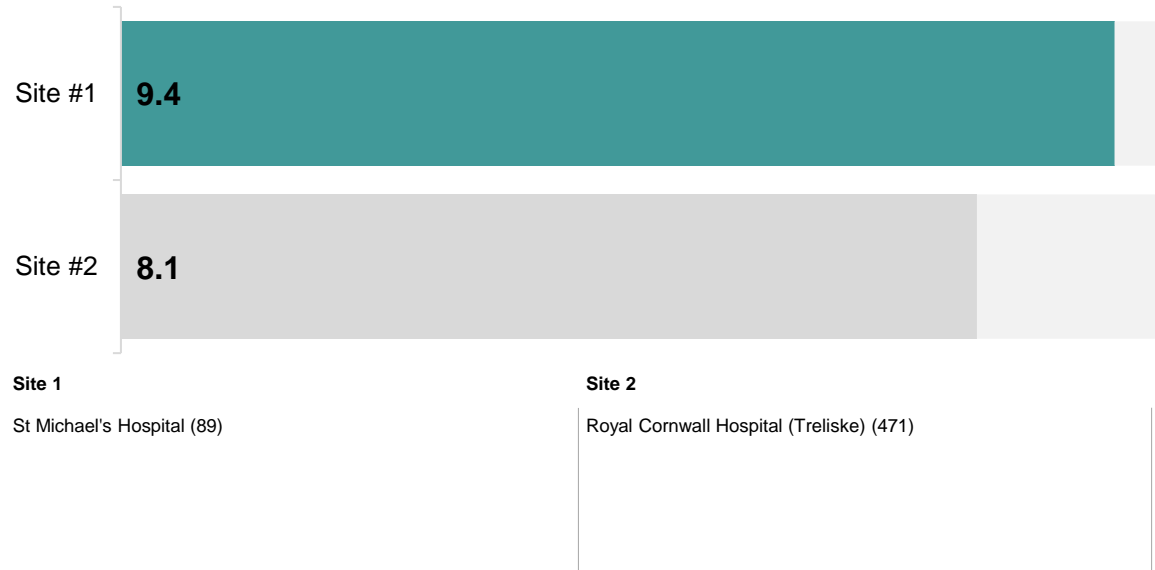 Site #1
9.4
Site #2
8.1
Site 1
Site 2
St Michael's Hospital (89)
Royal Cornwall Hospital (Treliske) (471)